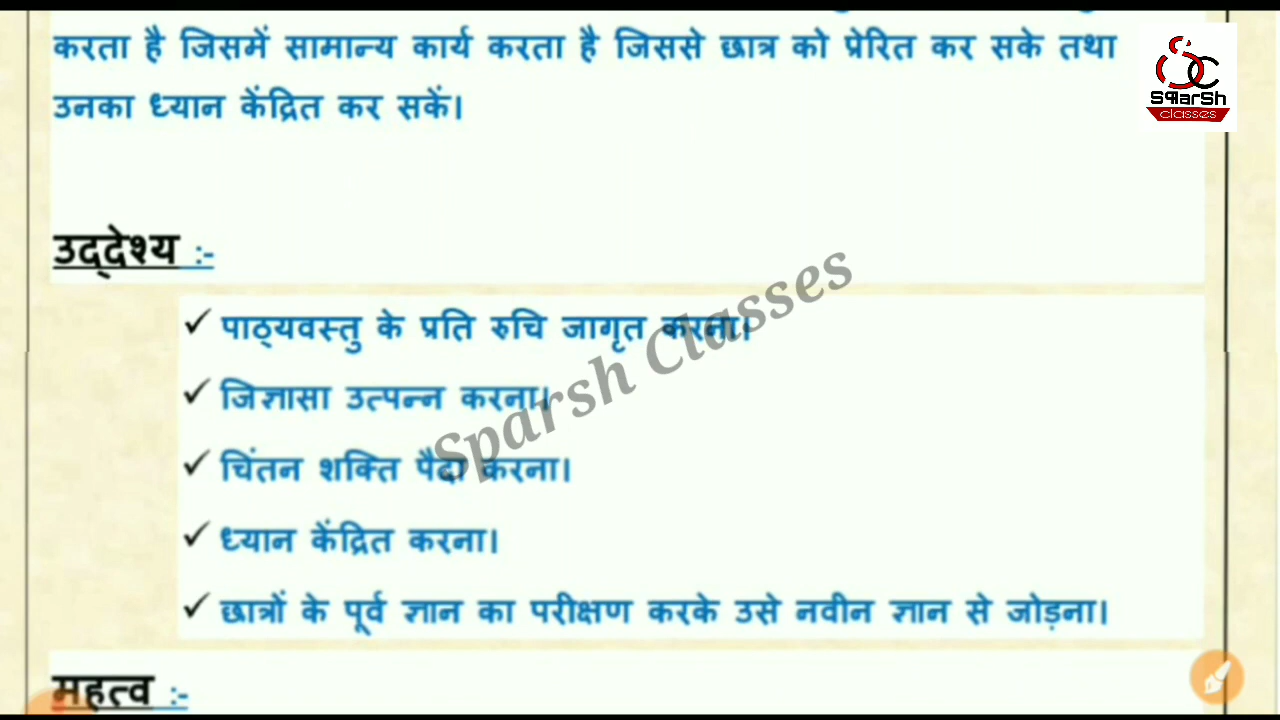 करता है जिसमें सामान्य कार्य करता है जिससे छात्र को प्रेरित कर सके तथा
उनका ध्यान केंद्रित कर सकें।
SपarSh
classes
उद्देश्य :-
✓ पाठ्यवस्तु के प्रति रुचि जागृत करना।
✓ जिज्ञासा उत्पन्न करना।
✓ चिंतन शक्ति पैदा करना।
✓ ध्यान केंद्रित करना।
✓ छात्रों के पूर्व ज्ञान का परीक्षण करके उसे नवीन ज्ञान से जोड़ना।
Sparsh Classes
महत्व :-